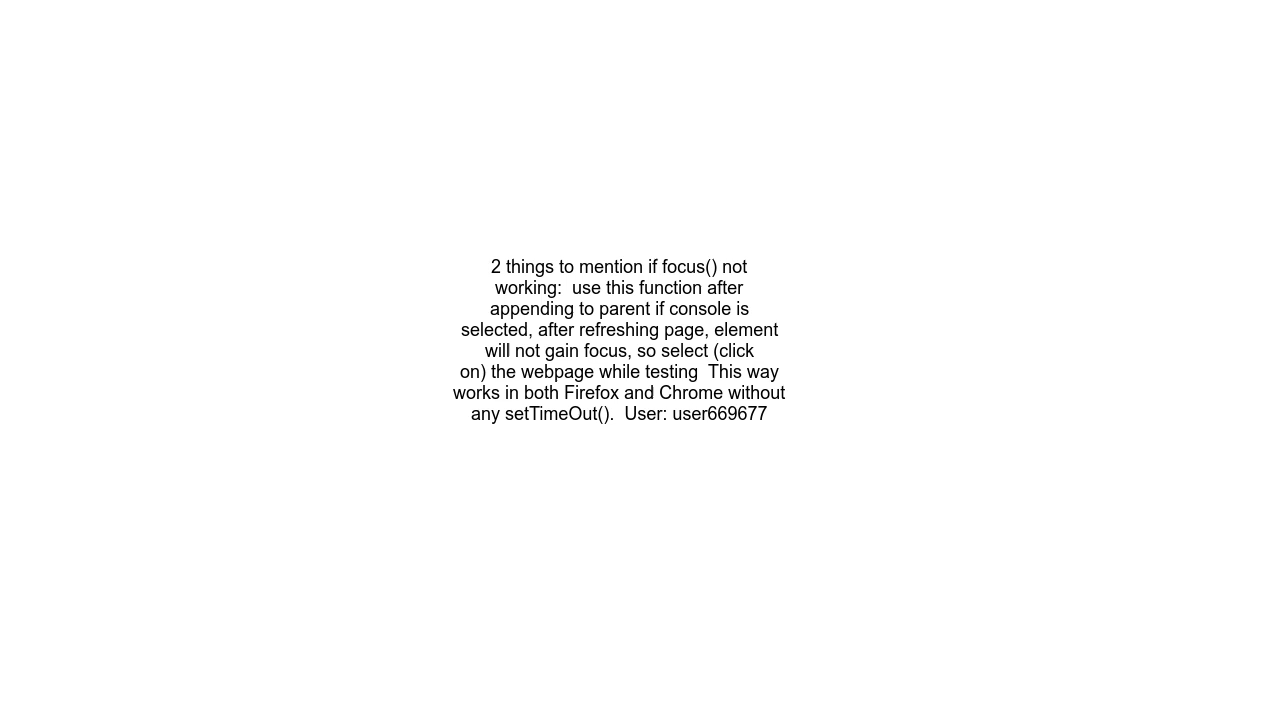 2 things to mention if focus() not
working:  use this function after
appending to parent if console is
selected, after refreshing page, element
will not gain focus, so select (click
on) the webpage while testing  This way
works in both Firefox and Chrome without
any setTimeOut().  User: user669677